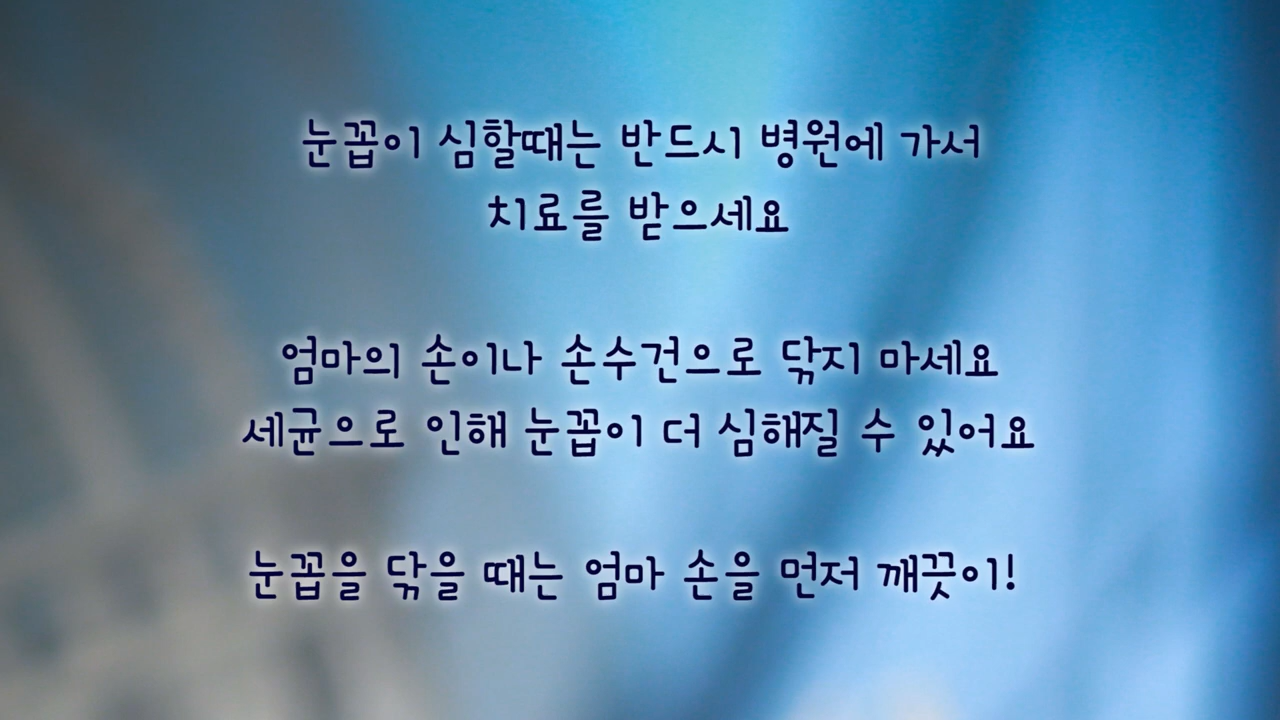 눈꼽이 심할때는 반드시 병원에 가서
치료를 받으세요
엄마의 손이나 손수건으로 닦지 마세요
세균으로 인해 눈꼽이 더 심해질 수 있어요
눈꼽을 닦을 때는 엄마 손을 먼저 깨끗이!